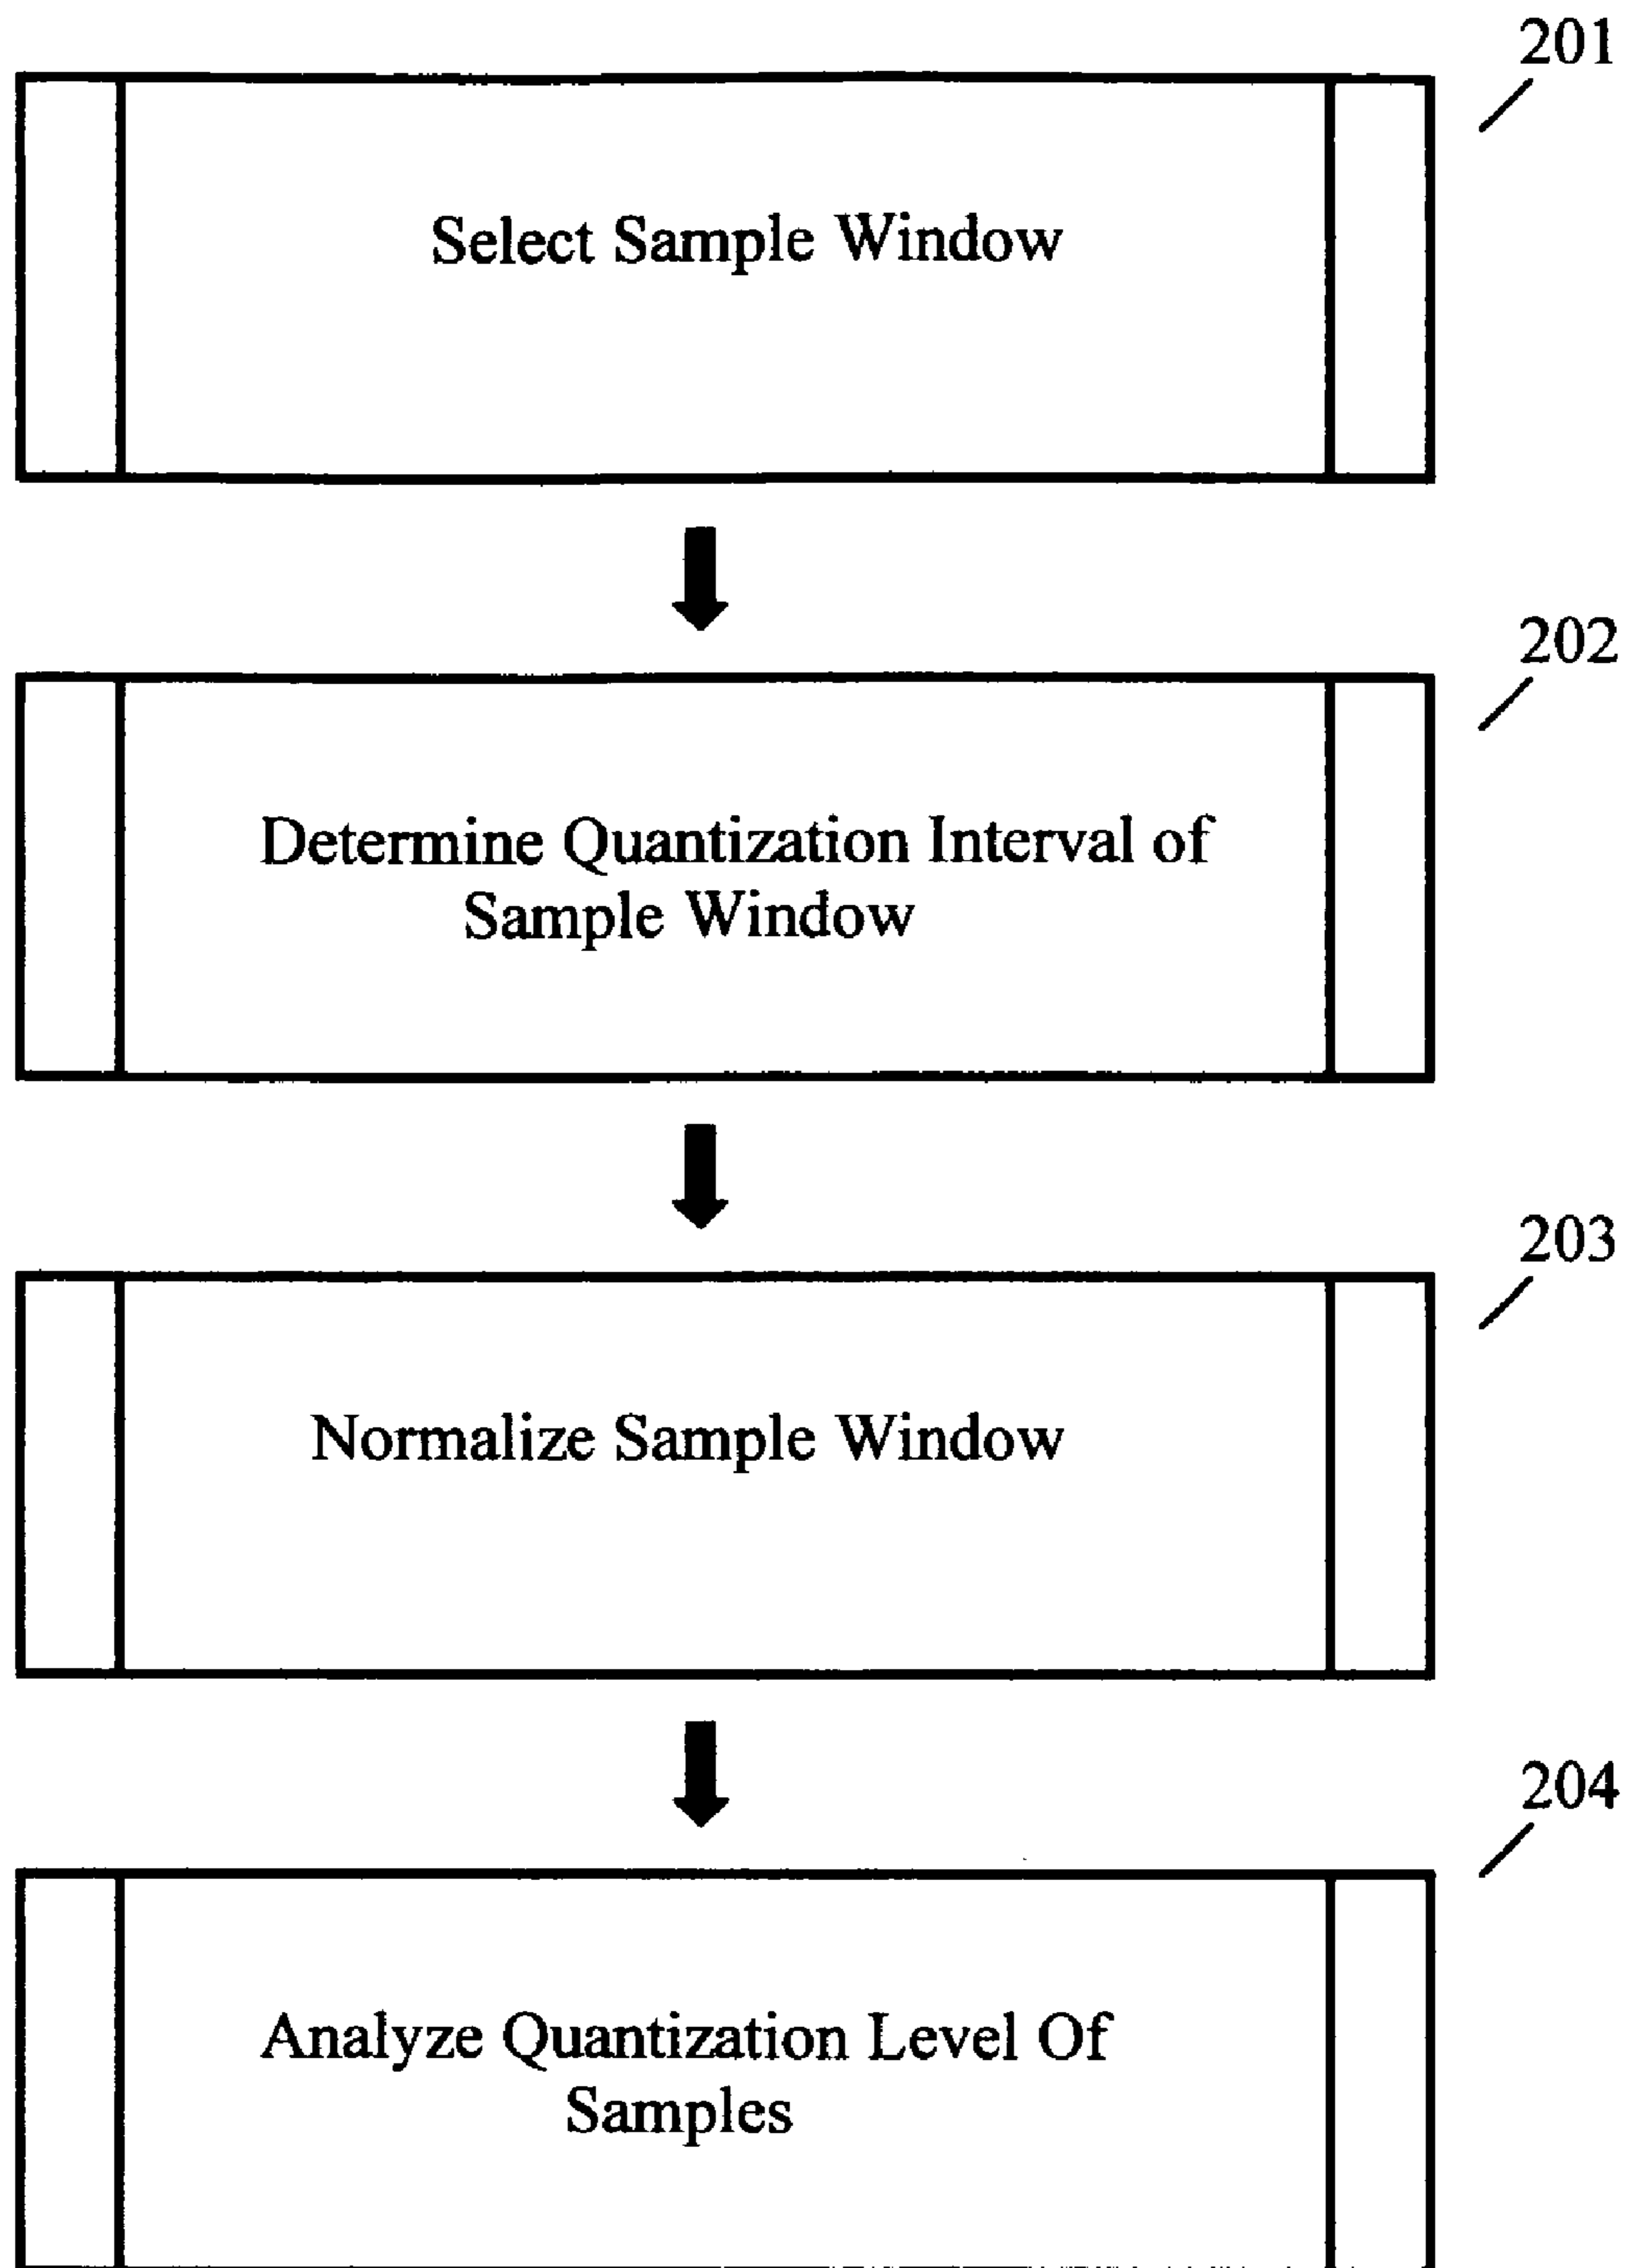 201
Select Sample Window
202
Determine Quantization Interval of
Sample Window
203
Normalize Sample Window
204
Analyze Quantization Level Of
Samples